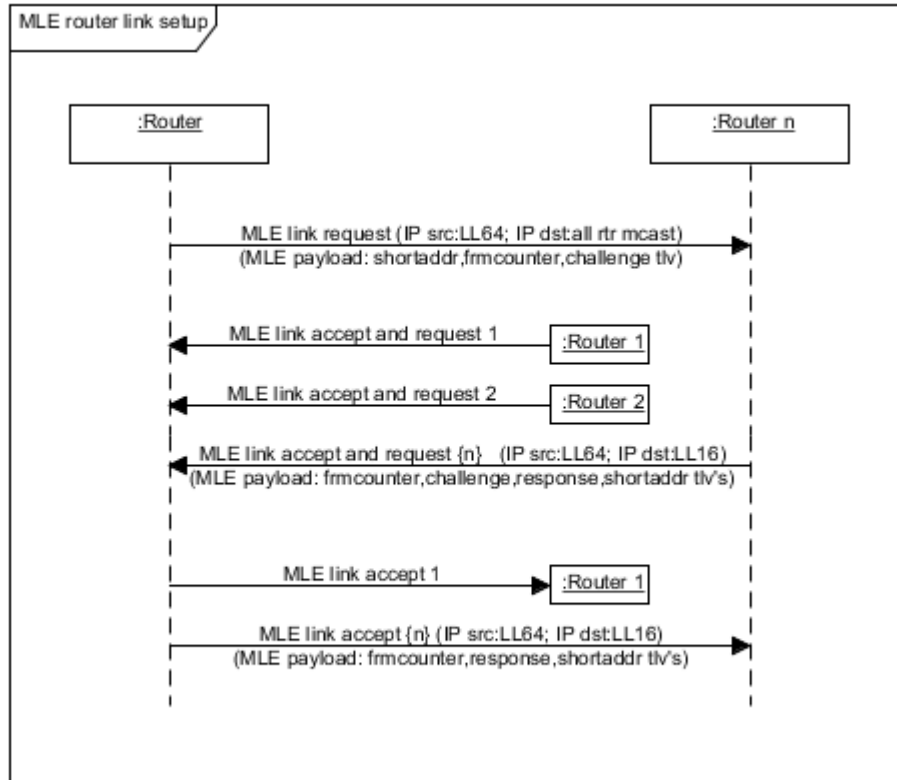 MLE router link setup
:Router
:Router n
MLE link request (IP src:LL64; IP dst:all rtr mcast)
(MLE payload: shortaddr,frmcounter,challenge tlv)
MLE link accept and request 1
:Router 1
MLE link accept and request 2
:Router 2
MLE link accept and request {n} (IP src:LL64; IP dst:LL16)
(MLE payload: frmcounter,challenge,response,shortaddr tlv's)
MLE link accept 1
:Router 1
MLE link accept {n} (IP src:LL64; IP dst:LL16)
(MLE payload: frmcounter,response,shortaddr tlv's)